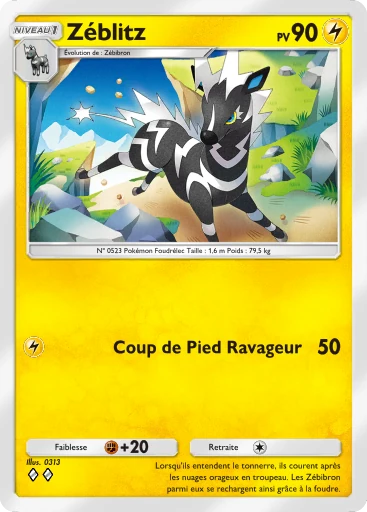 NIVEAU 1
Zéblitz
PV 90
Évolution de : Zébibron
N° 0523 Pokémon Foudrélec Taille : 1,6 m Poids : 79,5 kg
Coup de Pied Ravageur 50
Faiblesse +20 Retraite
Illus. 0313
Lorsqu'ils entendent le tonnerre, ils courent après
les nuages orageux en troupeau. Les Zébibron
parmi eux se rechargent ainsi grâce à la foudre.